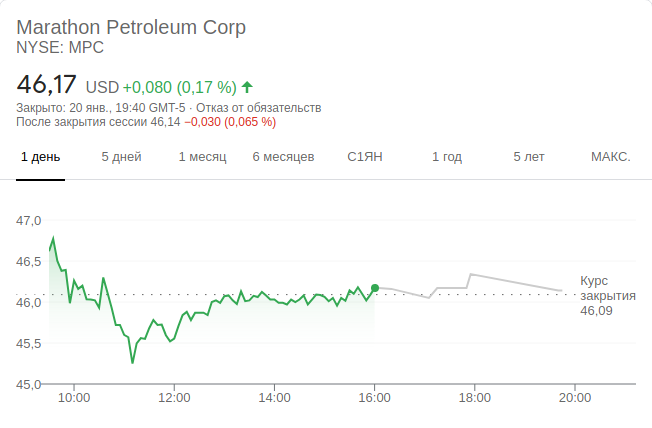 Marathon Petroleum Corp
NYSE: MPC
46,17 USD +0,080 (0,17 %)
Закрыто: 20 янв., 19:40 GMT-5 · Отказ от обязательств
После закрытия сессии 46,14 −0,030 (0,065 %)
1 день 5 дней 1 месяц 6 месяцев С1ЯН 1 год 5 лет МАКС.
47,0
46,5
46,0
45,5
45,0
Курс
закрытия
46,09
10:00 12:00 14:00 16:00 18:00 20:00